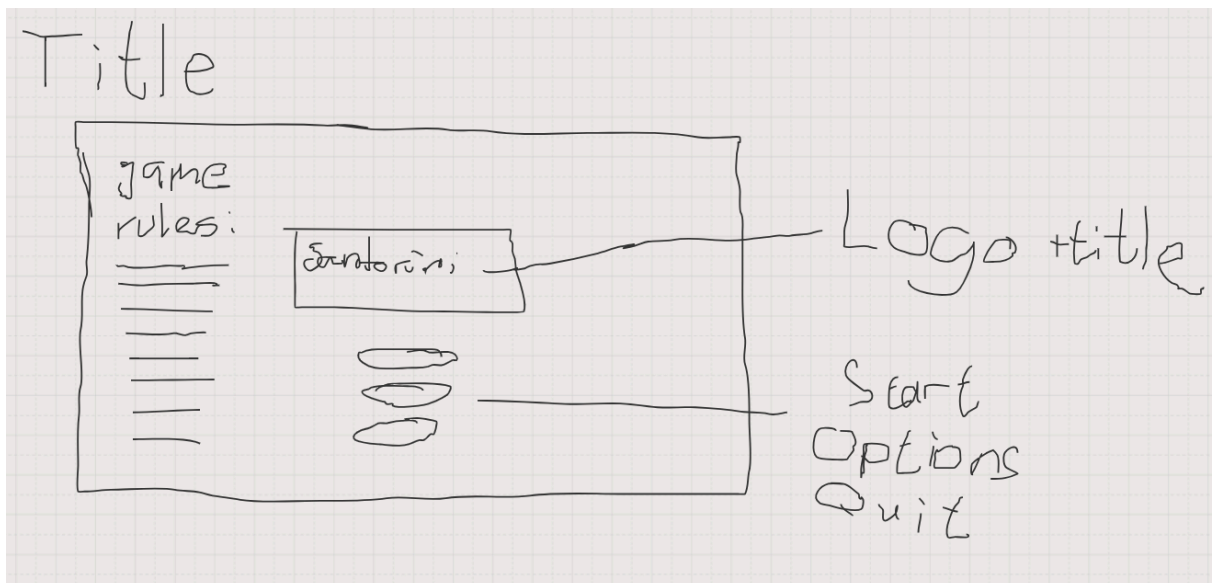 Title
game
rules:
Santorini
Logo + title
Start
Options
Quit